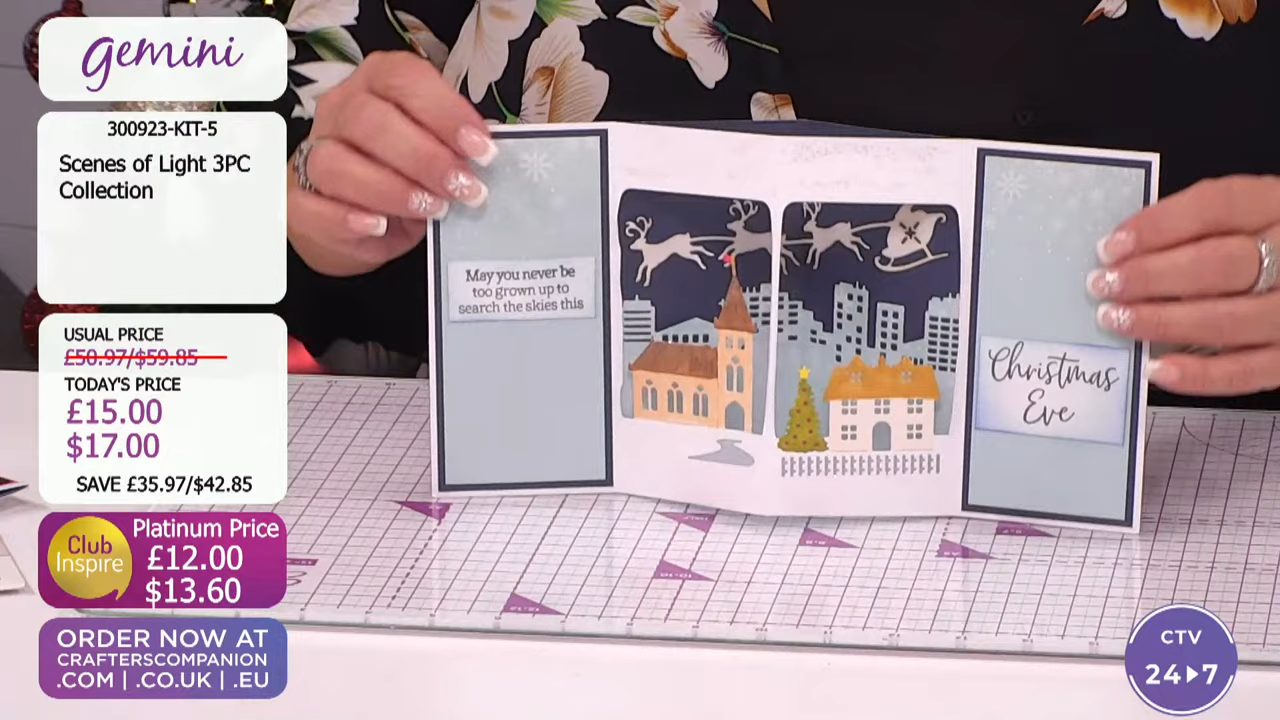 gemini
300923-KIT-5
Scenes of Light 3PC
Collection
USUAL PRICE
£50.97/$59.85
TODAY'S PRICE
£15.00
$17.00
SAVE £35.97/$42.85
Club
Inspire
Platinum Price
£12.00
$13.60
ORDER NOW AT
CRAFTERSCOMPANION
.COM | .CO.UK | .EU
May you never be
too grown up to
search the skies this
Christmas
Eve
CTV
24▶7